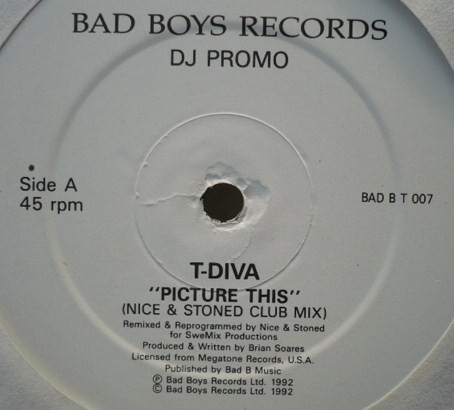 BAD BOYS RECORDS
DJ PROMO
Side A
45 rpm
BAD B T 007
T-DIVA
"PICTURE THIS"
(NICE & STONED CLUB MIX)
Remixed & Reprogrammed by Nice & Stoned
for SweMix Productions
Produced & Written by Brian Soares
Licensed from Megatone Records, U.S.A.
Published by Bad B Music
℗ Bad Boys Records Ltd. 1992
© Bad Boys Records Ltd. 1992